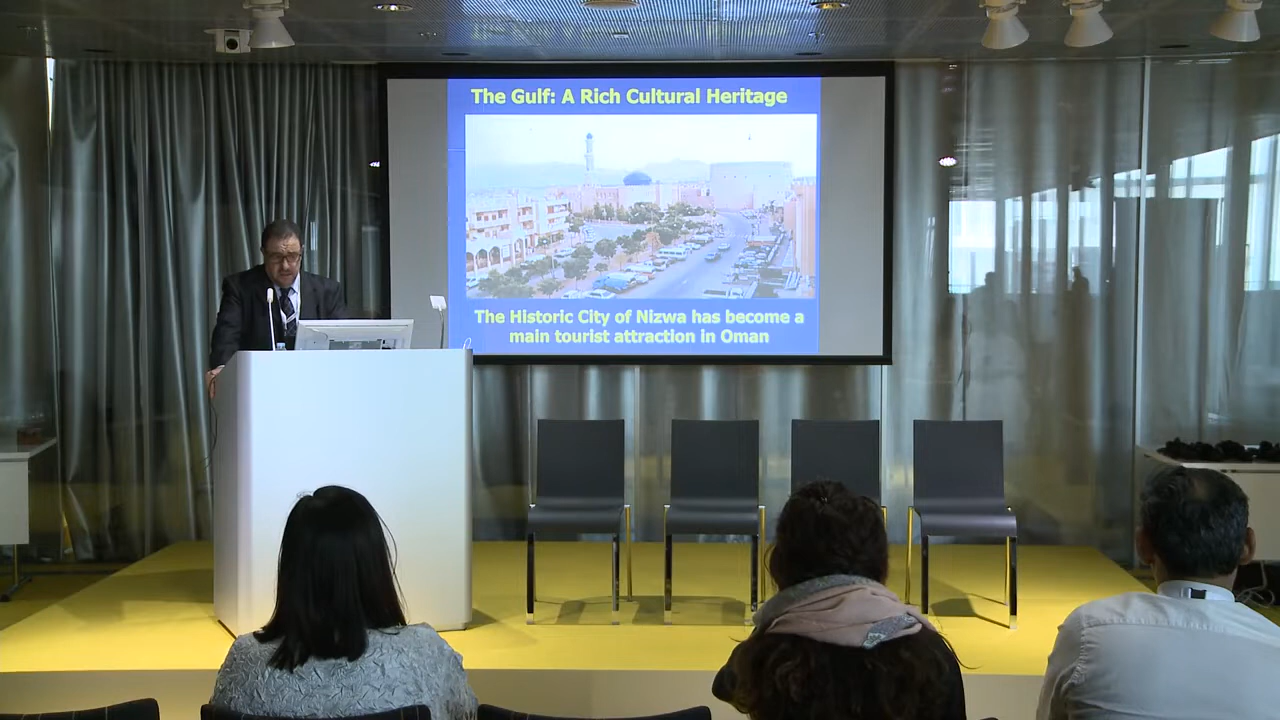 The Gulf: A Rich Cultural Heritage
The Historic City of Nizwa has become a
main tourist attraction in Oman